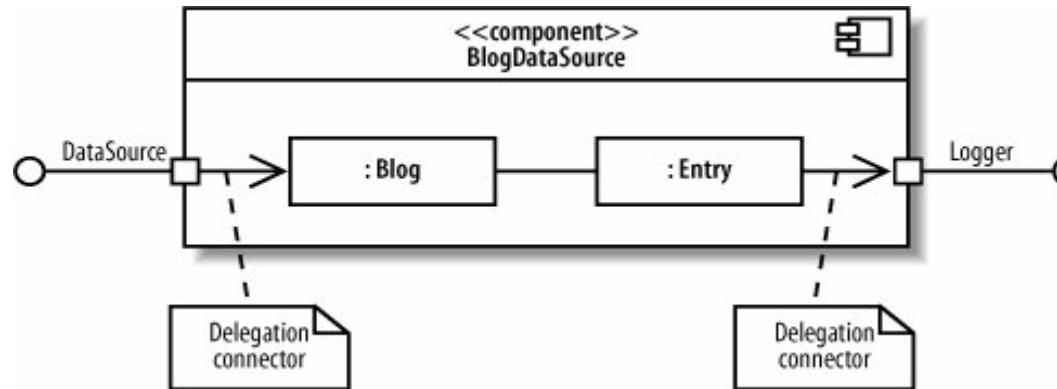 <<component>>
BlogDataSource
DataSource
: Blog
: Entry
Logger
Delegation
connector
Delegation
connector